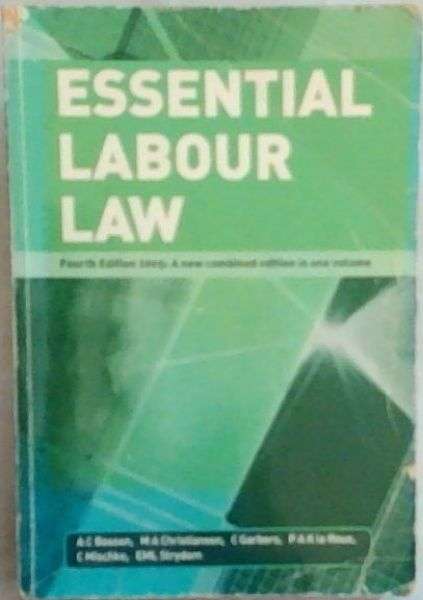 ESSENTIAL
LABOUR
LAW
Fourth Edition 2005: A new combined edition in one volume
A C Basson, M A Christianson, C Garbers, P A K le Roux,
C Mischke, EML Strydom